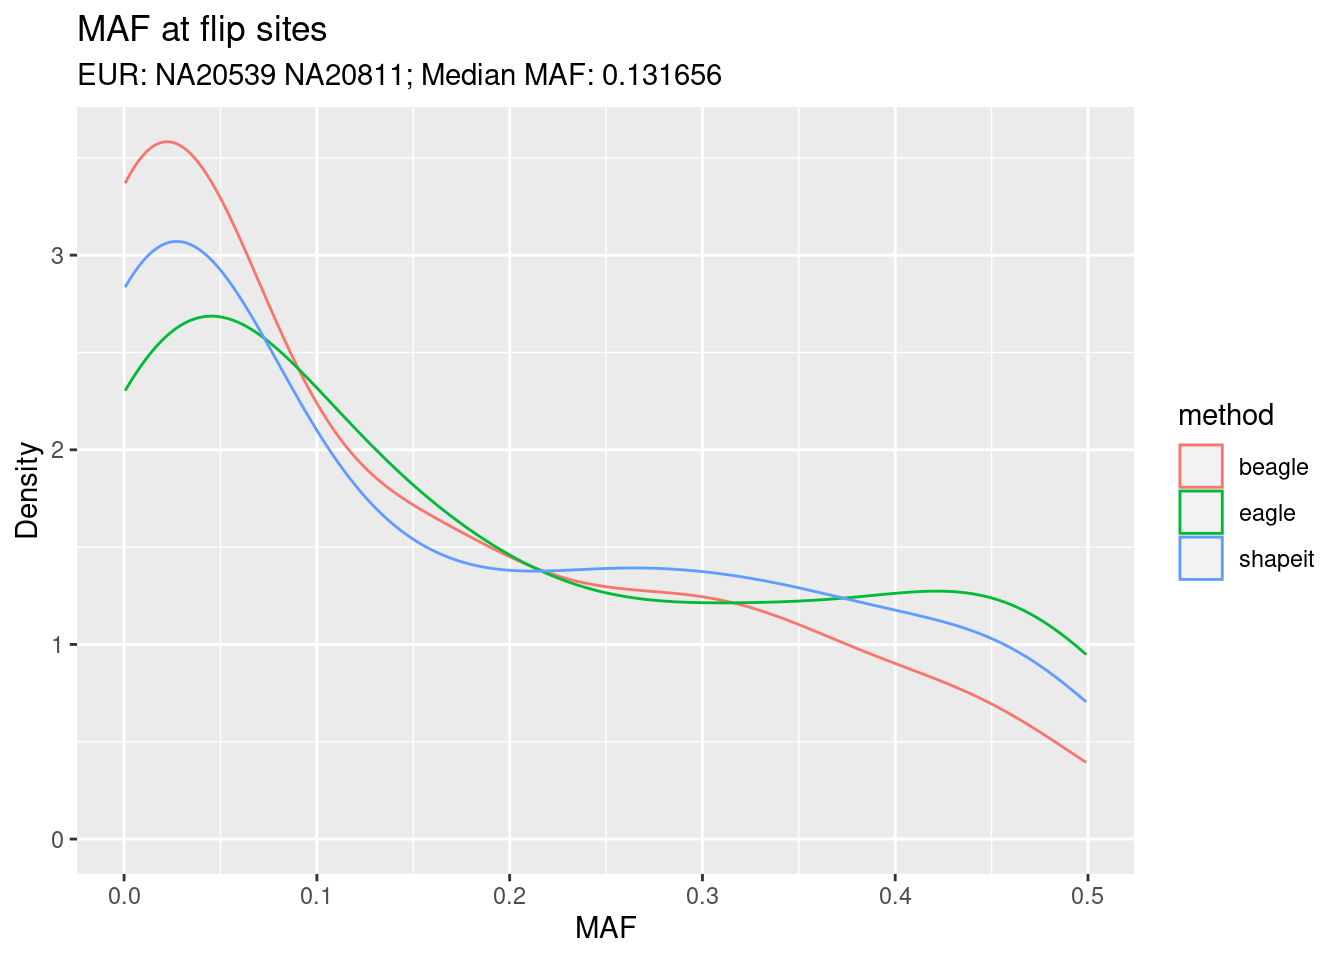 MAF at flip sites
EUR: NA20539 NA20811; Median MAF: 0.131656
3
2
1
0
Density
0.0 0.1 0.2 0.3 0.4 0.5
MAF
method
beagle
eagle
shapeit